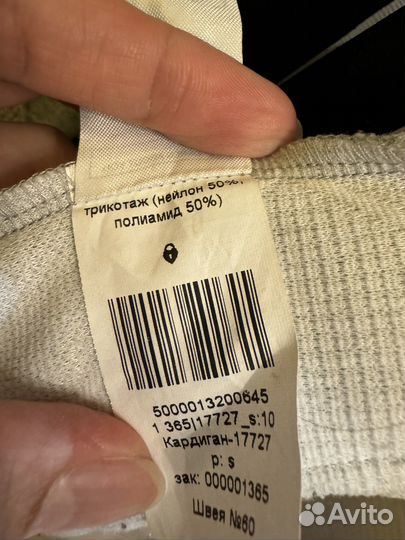 трикотаж (нейлон 50%,
полиамид 50%)
5000013200645
1 365|17727_s:10
Кардиган-17727
р: s
зак: 000001365
Швея №60
Avito